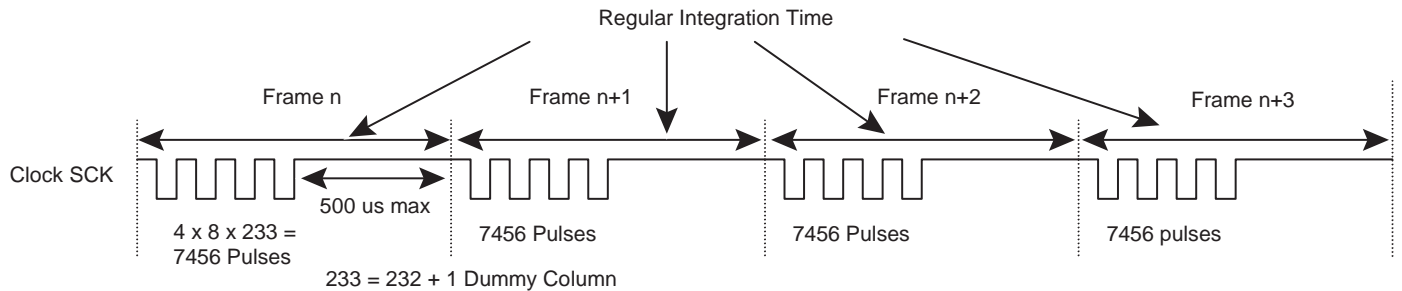 Regular Integration Time
Frame n
Frame n+1
Frame n+2
Frame n+3
Clock SCK
500 us max
4 x 8 x 233 =
7456 Pulses
7456 Pulses
7456 Pulses
7456 pulses
233 = 232 + 1 Dummy Column